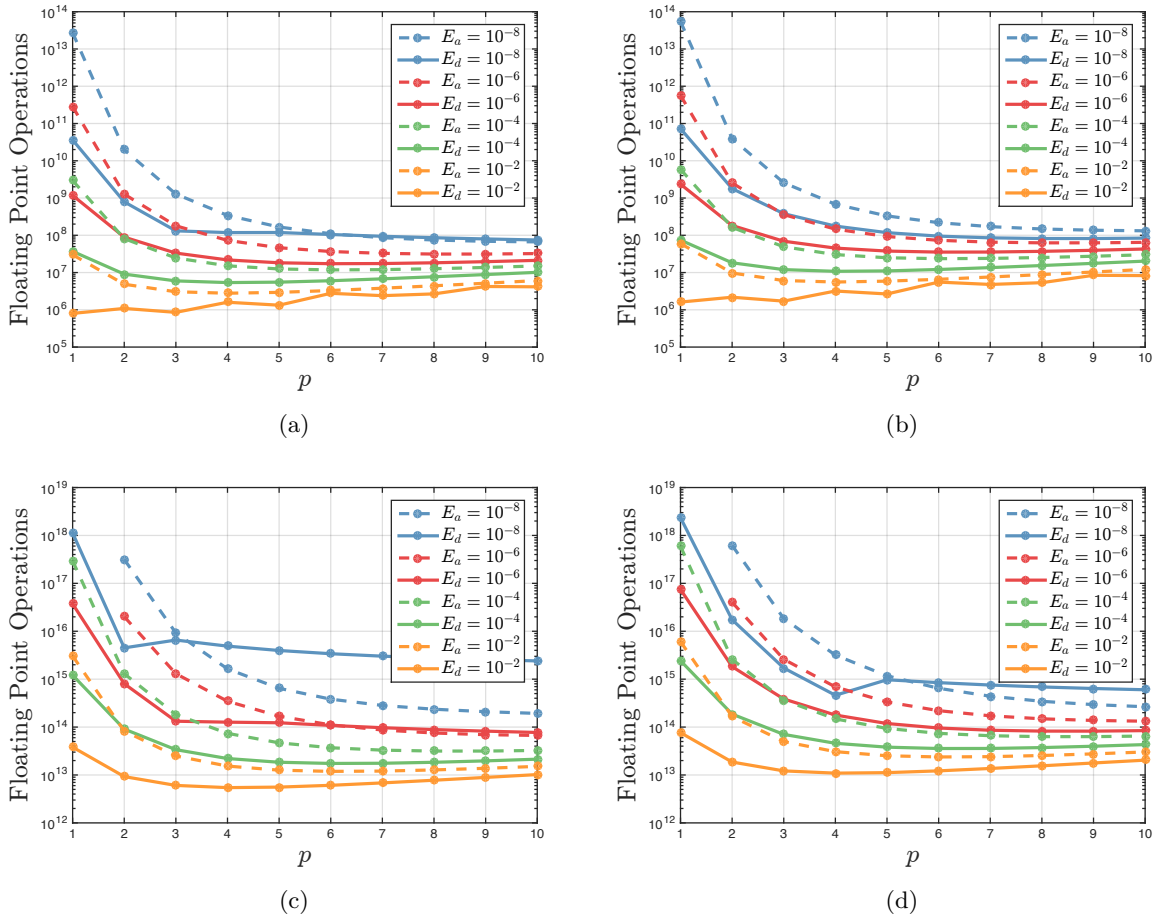 Floating Point Operations
10^14
10^13
10^12
10^11
10^10
10^9
10^8
10^7
10^6
10^5
1 2 3 4 5 6 7 8 9 10
p
E_a = 10^-8
E_d = 10^-8
E_a = 10^-6
E_d = 10^-6
E_a = 10^-4
E_d = 10^-4
E_a = 10^-2
E_d = 10^-2
(a)
Floating Point Operations
10^14
10^13
10^12
10^11
10^10
10^9
10^8
10^7
10^6
10^5
1 2 3 4 5 6 7 8 9 10
p
E_a = 10^-8
E_d = 10^-8
E_a = 10^-6
E_d = 10^-6
E_a = 10^-4
E_d = 10^-4
E_a = 10^-2
E_d = 10^-2
(b)
Floating Point Operations
10^19
10^18
10^17
10^16
10^15
10^14
10^13
10^12
1 2 3 4 5 6 7 8 9 10
p
E_a = 10^-8
E_d = 10^-8
E_a = 10^-6
E_d = 10^-6
E_a = 10^-4
E_d = 10^-4
E_a = 10^-2
E_d = 10^-2
(c)
Floating Point Operations
10^19
10^18
10^17
10^16
10^15
10^14
10^13
10^12
1 2 3 4 5 6 7 8 9 10
p
E_a = 10^-8
E_d = 10^-8
E_a = 10^-6
E_d = 10^-6
E_a = 10^-4
E_d = 10^-4
E_a = 10^-2
E_d = 10^-2
(d)